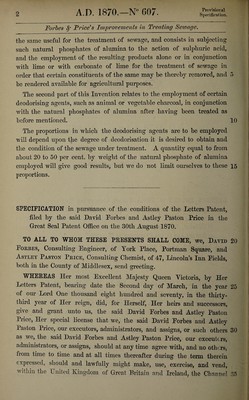 2 A.D. 1870.—No 607. Provisional Specification.
Forbes & Price's Improvements in Treating Sewage.
the same useful for the treatment of sewage, and consists in subjecting
such natural phosphates of alumina to the action of sulphuric acid,
and the employment of the resulting products alone or in conjunction
with lime or with carbonate of lime for the treatment of sewage in
order that certain constituents of the same may be thereby removed, and 5
be rendered available for agricultural purposes.
The second part of this Invention relates to the employment of certain
deodorising agents, such as animal or vegetable charcoal, in conjunction
with the natural phosphates of alumina after having been treated as
before mentioned. 10
The proportions in which the deodorising agents are to be employed
will depend upon the degree of deodorisation it is desired to obtain and
the condition of the sewage under treatment. A quantity equal to from
about 20 to 50 per cent. by weight of the natural phosphate of alumina
employed will give good results, but we do not limit ourselves to these 15
proportions.
SPECIFICATION in pursuance of the conditions of the Letters Patent,
filed by the said David Forbes and Astley Paston Price in the
Great Seal Patent Office on the 30th August 1870.
TO ALL TO WHOM THESE PRESENTS SHALL COME, we, DAVID 20
FORBES, Consulting Engineer, of York Place, Portman Square, and
ASTLEY PASTON PRICE, Consulting Chemist, of 47, Lincoln's Inn Fields,
both in the County of Middlesex, send greeting.
WHEREAS Her most Excellent Majesty Queen Victoria, by Her
Letters Patent, bearing date the Second day of March, in the year 25
of our Lord One thousand eight hundred and seventy, in the thirty-
third year of Her reign, did, for Herself, Her heirs and successors,
give and grant unto us, the said David Forbes and Astley Paston
Price, Her special license that we, the said David Forbes and Astley
Paston Price, our executors, administrators, and assigns, or such others 30
as we, the said David Forbes and Astley Paston Price, our executors
administrators, or assigns, should at any time agree with, and no others,
from time to time and at all times thereafter during the term therein
expressed, should and lawfully might make, use, exercise, and vend,
within the United Kingdom of Great Britain and Ireland, the Channel 35